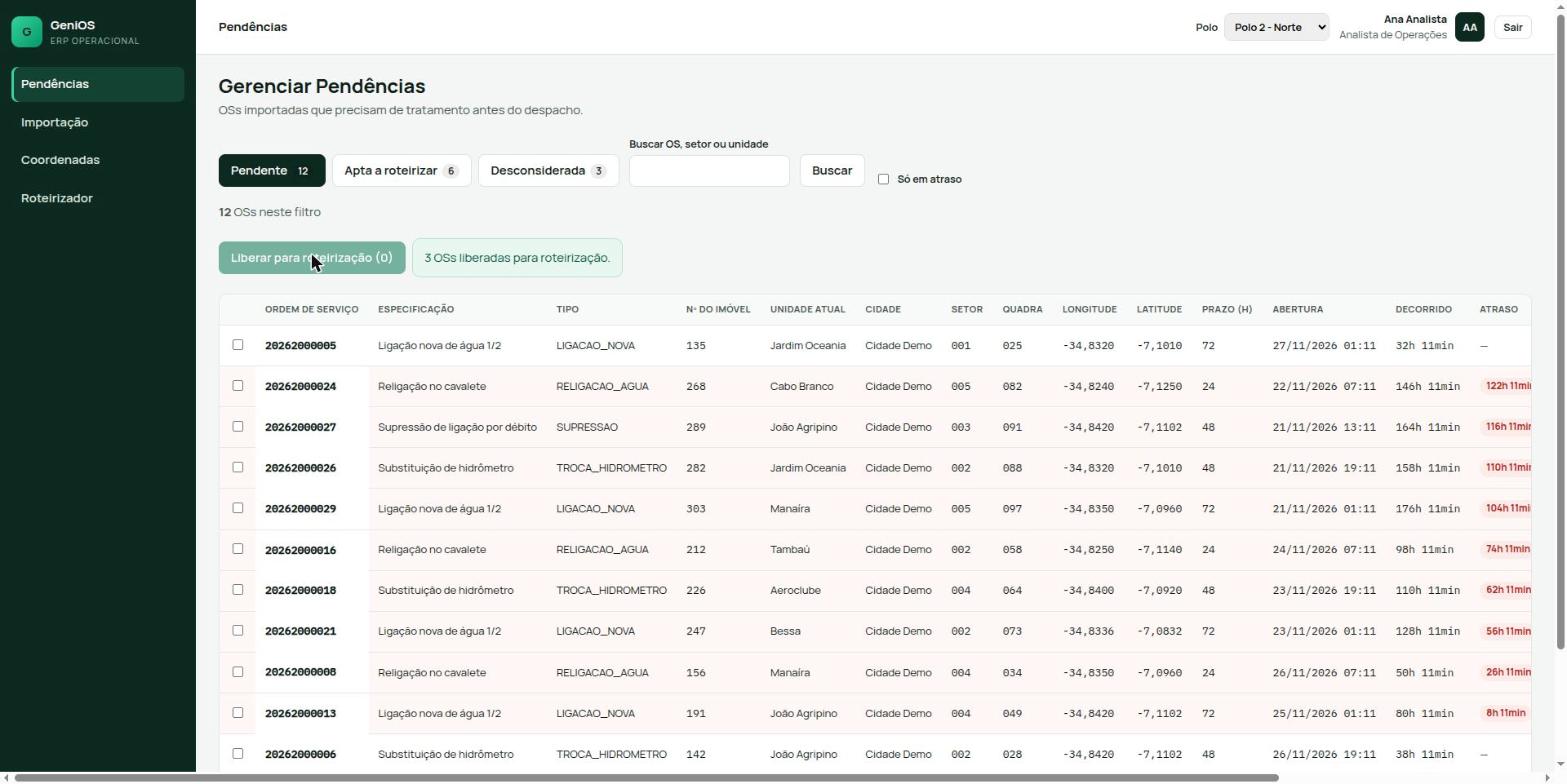 G
GeniOS
ERP OPERACIONAL
Pendências
Importação
Coordenadas
Roteirizador
Pendências
Polo
Polo 2 - Norte
Ana Analista
Analista de Operações
AA
Sair
Gerenciar Pendências
OSs importadas que precisam de tratamento antes do despacho.
Pendente 12
Apta a roteirizar 6
Desconsiderada 3
Buscar OS, setor ou unidade
Buscar
Só em atraso
12 OSs neste filtro
Liberar para roteirização (0)
3 OSs liberadas para roteirização.
ORDEM DE SERVIÇO ESPECIFICAÇÃO TIPO Nº DO IMÓVEL UNIDADE ATUAL CIDADE SETOR QUADRA LONGITUDE LATITUDE PRAZO (H) ABERTURA DECORRIDO ATRASO
20262000005 Ligação nova de água 1/2 LIGACAO_NOVA 135 Jardim Oceania Cidade Demo 001 025 -34,8320 -7,1010 72 27/11/2026 01:11 32h 11min —
20262000024 Religação no cavalete RELIGACAO_AGUA 268 Cabo Branco Cidade Demo 005 082 -34,8240 -7,1250 24 22/11/2026 07:11 146h 11min 122h 11min
20262000027 Supressão de ligação por débito SUPRESSAO 289 João Agripino Cidade Demo 003 091 -34,8420 -7,1102 48 21/11/2026 13:11 164h 11min 116h 11min
20262000026 Substituição de hidrômetro TROCA_HIDROMETRO 282 Jardim Oceania Cidade Demo 002 088 -34,8320 -7,1010 48 21/11/2026 19:11 158h 11min 110h 11min
20262000029 Ligação nova de água 1/2 LIGACAO_NOVA 303 Manaíra Cidade Demo 005 097 -34,8350 -7,0960 72 21/11/2026 01:11 176h 11min 104h 11min
20262000016 Religação no cavalete RELIGACAO_AGUA 212 Tambaú Cidade Demo 002 058 -34,8250 -7,1140 24 24/11/2026 07:11 98h 11min 74h 11min
20262000018 Substituição de hidrômetro TROCA_HIDROMETRO 226 Aeroclube Cidade Demo 004 064 -34,8400 -7,0920 48 23/11/2026 19:11 110h 11min 62h 11min
20262000021 Ligação nova de água 1/2 LIGACAO_NOVA 247 Bessa Cidade Demo 002 073 -34,8336 -7,0832 72 23/11/2026 01:11 128h 11min 56h 11min
20262000008 Religação no cavalete RELIGACAO_AGUA 156 Manaíra Cidade Demo 004 034 -34,8350 -7,0960 24 26/11/2026 07:11 50h 11min 26h 11min
20262000013 Ligação nova de água 1/2 LIGACAO_NOVA 191 João Agripino Cidade Demo 004 049 -34,8420 -7,1102 72 25/11/2026 01:11 80h 11min 8h 11min
20262000006 Substituição de hidrômetro TROCA_HIDROMETRO 142 João Agripino Cidade Demo 002 028 -34,8420 -7,1102 48 26/11/2026 19:11 38h 11min —